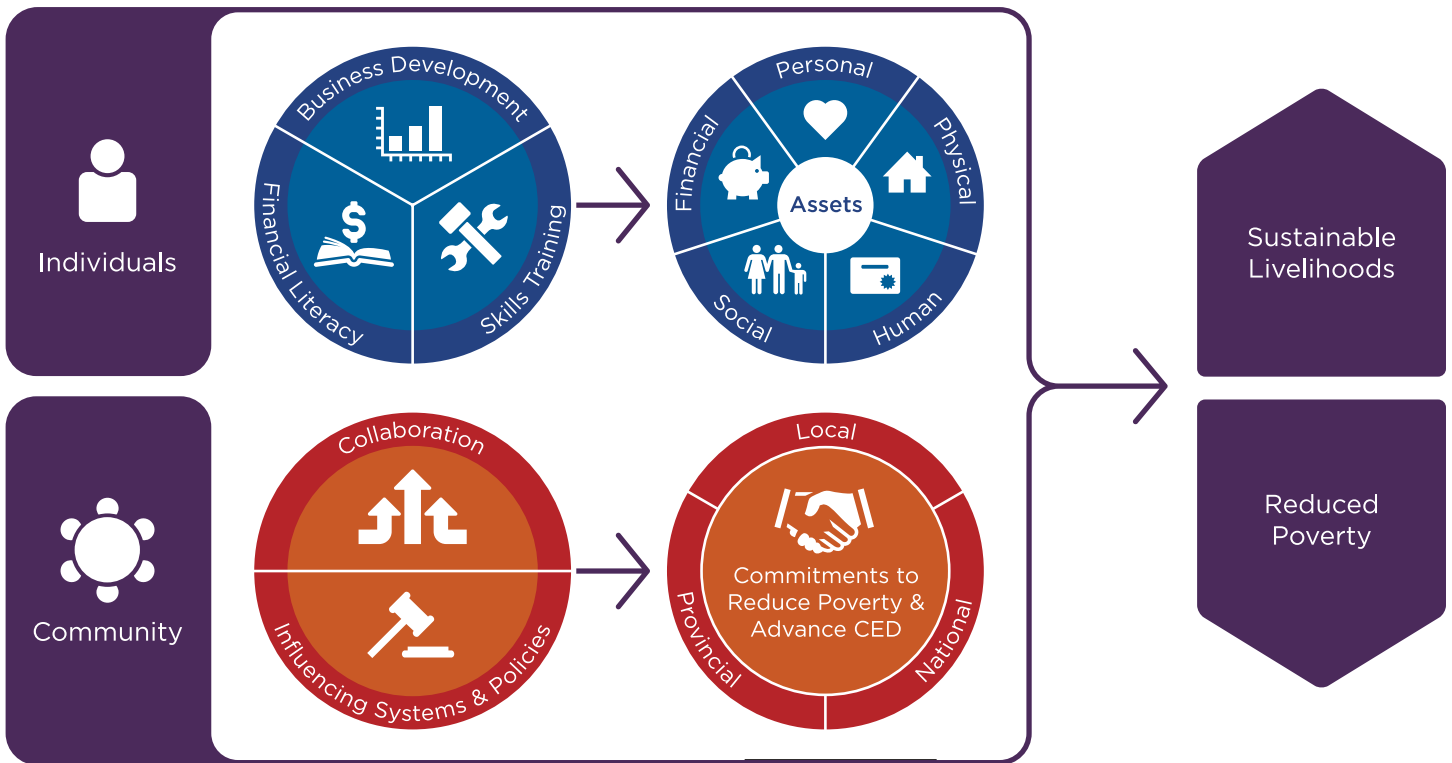 Individuals
Business Development
Financial Literacy
Skills Training
Personal
Financial
Physical
Assets
Social
Human
Sustainable
Livelihoods
Community
Collaboration
Influencing Systems & Policies
Local
Commitments to
Reduce Poverty &
Advance CED
Provincial
National
Reduced
Poverty